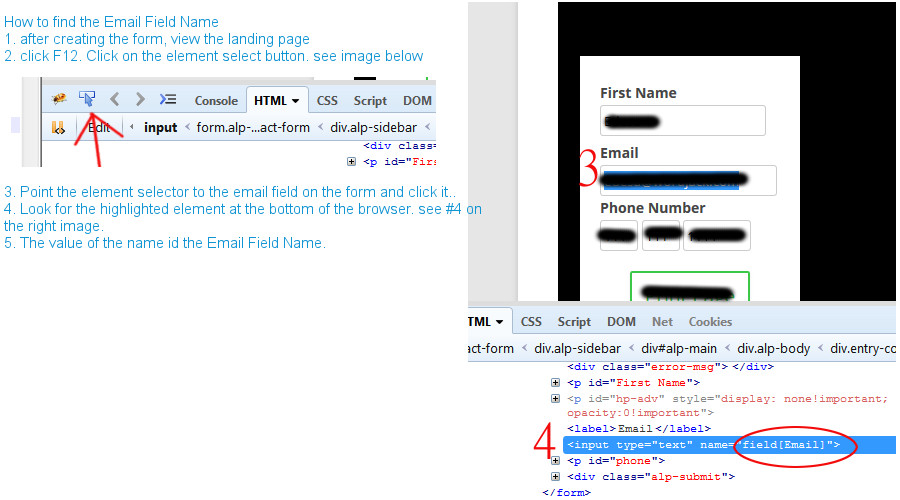 How to find the Email Field Name
1. after creating the form, view the landing page
2. click F12. Click on the element select button. see image below
Console HTML CSS Script DOM
Edit input < form.alp-...act-form < div.alp-sidebar <
<div class=
<p id="Firs
3. Point the element selector to the email field on the form and click it..
4. Look for the highlighted element at the bottom of the browser. see #4 on
the right image.
5. The value of the name id the Email Field Name.
First Name
3
Email
Phone Number
TML CSS Script DOM Net Cookies
act-form < div.alp-sidebar < div#alp-main < div.alp-body < div.entry-co
<div class="error-msg"> </div>
<p id="First Name">
<p id="hp-adv" style="display: none!important;
opacity:0!important">
<label>Email</label>
4
<input type="text" name="field[Email]">
<p id="phone">
<div class="alp-submit">
</form>